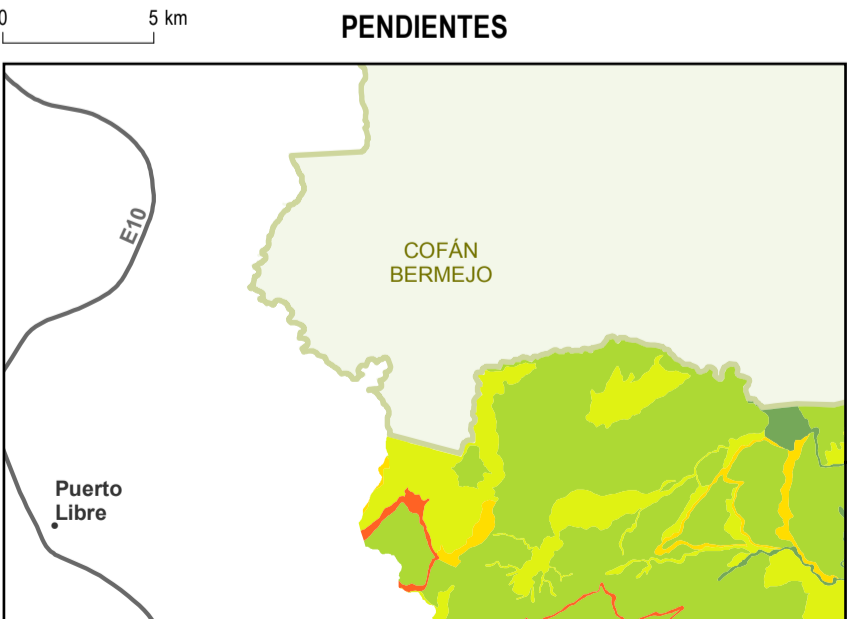 0 5 km
PENDIENTES
E10
COFÁN
BERMEJO
Puerto
Libre